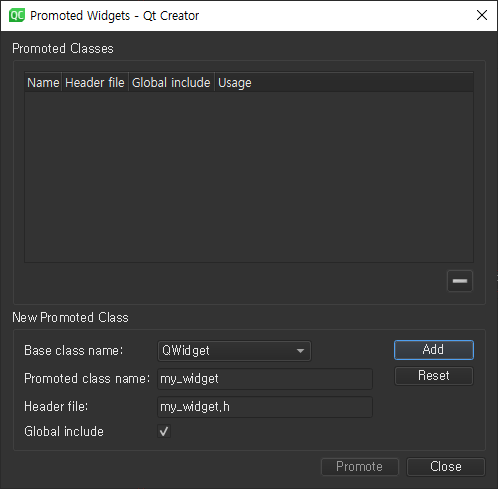 QC Promoted Widgets - Qt Creator
Promoted Classes
Name Header file Global include Usage
New Promoted Class
Base class name: QWidget Add
Promoted class name: my_widget Reset
Header file: my_widget.h
Global include
Promote Close